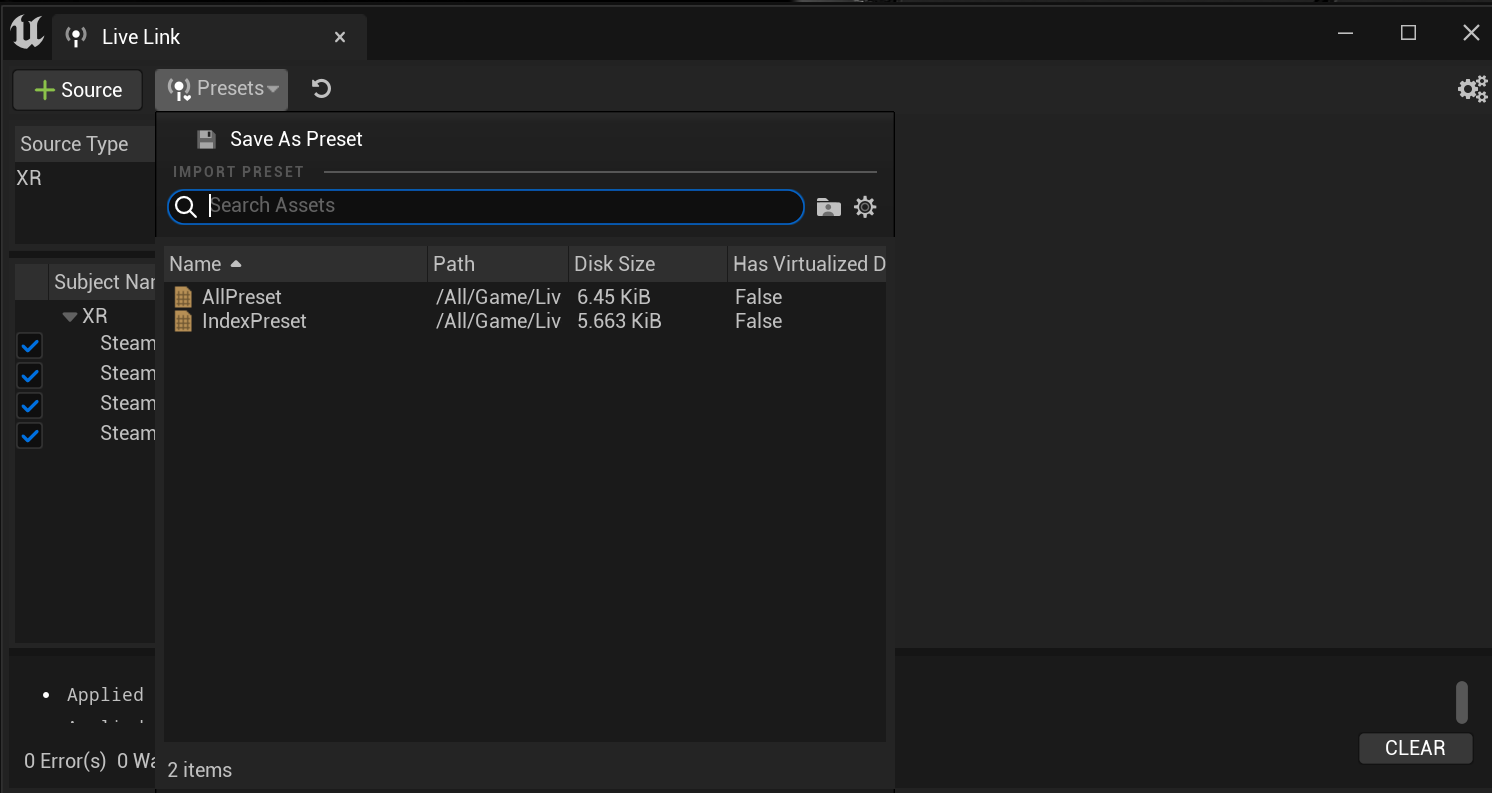 Live Link
Source
Presets
Save As Preset
Source Type
IMPORT PRESET
XR
Search Assets
Name
Path
Disk Size
Has Virtualized D
Subject Nar
AllPreset
/All/Game/Liv
6.45 KiB
False
XR
IndexPreset
/All/Game/Liv
5.663 KiB
False
Steam
Steam
Steam
Steam
Applied
0 Error(s) 0 Wa
CLEAR
2 items